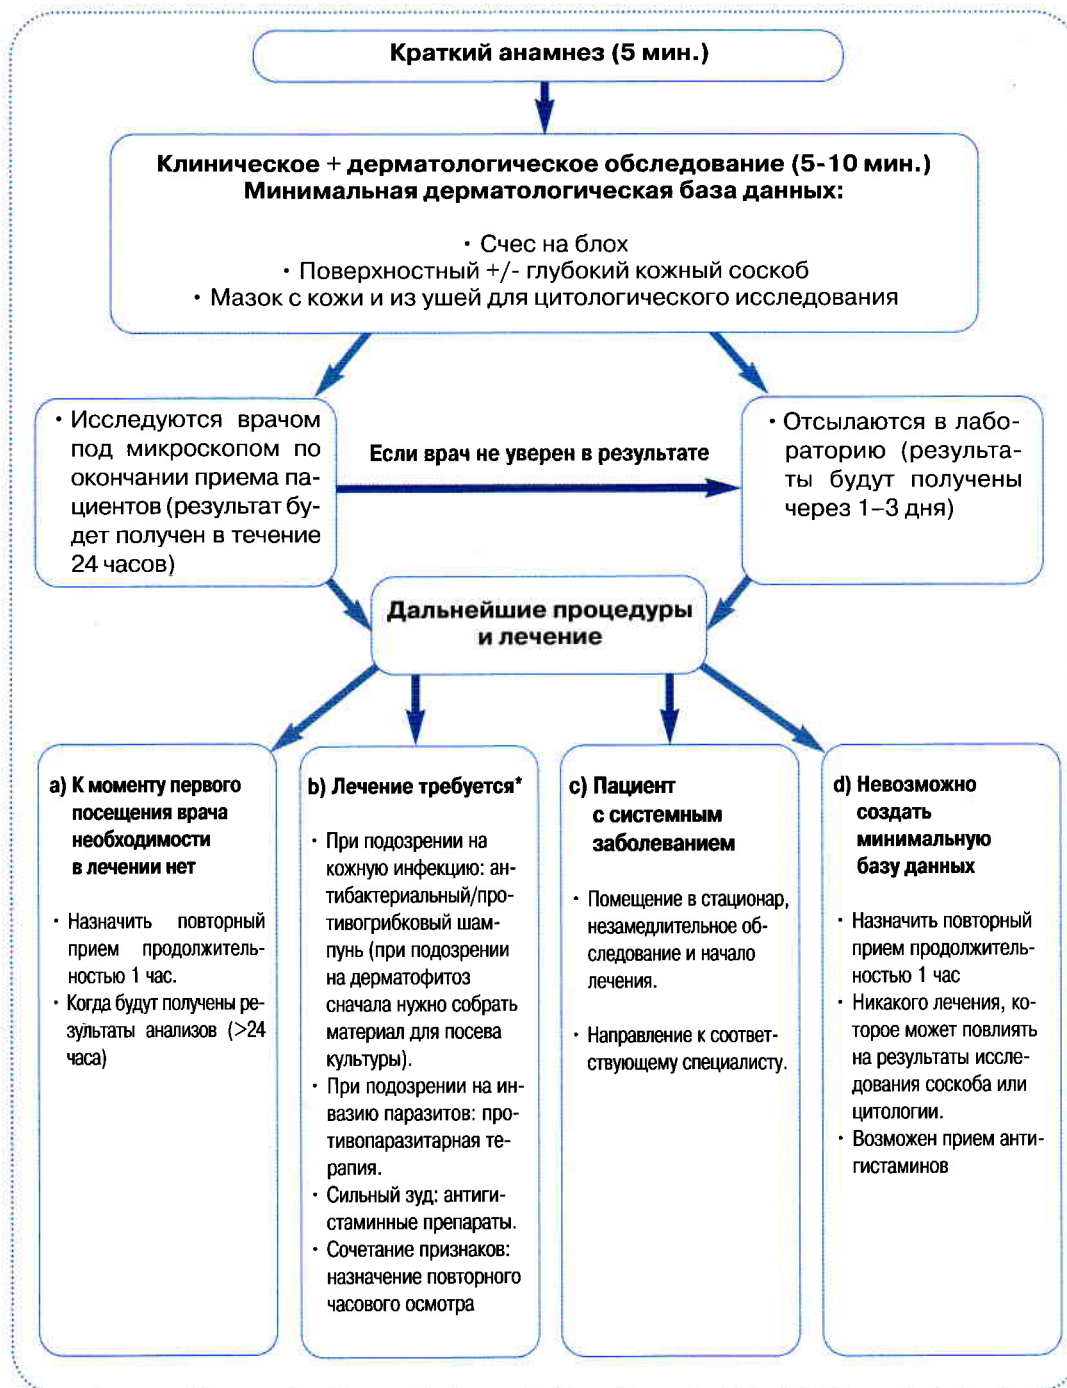 Краткий анамнез (5 мин.)
Клиническое + дерматологическое обследование (5-10 мин.)
Минимальная дерматологическая база данных:
· Счес на блох
· Поверхностный +/- глубокий кожный соскоб
· Мазок с кожи и из ушей для цитологического исследования
· Исследуются врачом
под микроскопом по
окончании приема па-
циентов (результат бу-
дет получен в течение
24 часов)
Если врач не уверен в результате
· Отсылаются в лабо-
раторию (результа-
ты будут получены
через 1–3 дня)
Дальнейшие процедуры
и лечение
a) К моменту первого
посещения врача
необходимости
в лечении нет
· Назначить повторный
прием продолжитель-
ностью 1 час.
· Когда будут получены ре-
зультаты анализов (>24
часа)
b) Лечение требуется*
· При подозрении на
кожную инфекцию: ан-
тибактериальный/про-
тивогрибковый шам-
пунь (при подозрении
на дерматофитоз
сначала нужно собрать
материал для посева
культуры).
· При подозрении на ин-
вазию паразитов: про-
тивопаразитарная те-
рапия.
· Сильный зуд: антиги-
стаминные препараты.
· Сочетание признаков:
назначение повторного
часового осмотра
c) Пациент
с системным
заболеванием
· Помещение в стационар,
незамедлительное об-
следование и начало
лечения.
· Направление к соответ-
ствующему специалисту.
d) Невозможно
создать
минимальную
базу данных
· Назначить повторный
прием продолжитель-
ностью 1 час
· Никакого лечения, ко-
торое может повлиять
на результаты иссле-
дования соскоба или
цитологии.
· Возможен прием анти-
гистаминов